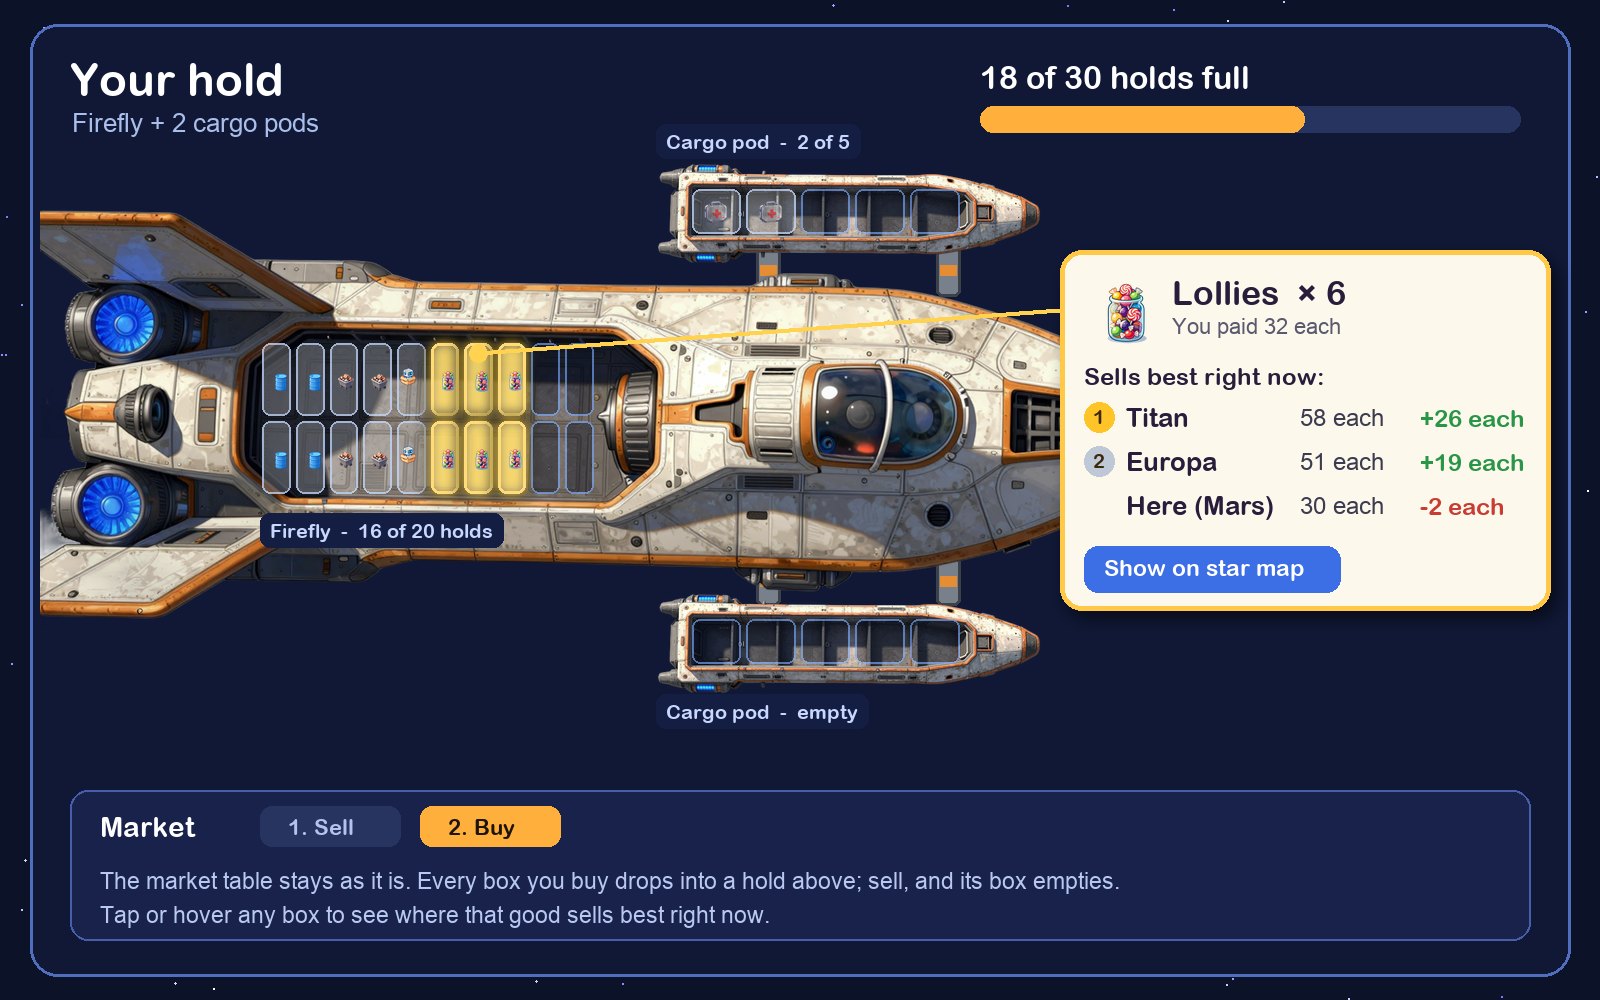 Your hold
Firefly + 2 cargo pods
18 of 30 holds full
Cargo pod - 2 of 5
Lollies × 6
You paid 32 each
Sells best right now:
1 Titan 58 each +26 each
2 Europa 51 each +19 each
Here (Mars) 30 each -2 each
Show on star map
Firefly - 16 of 20 holds
Cargo pod - empty
Market 1. Sell 2. Buy
The market table stays as it is. Every box you buy drops into a hold above; sell, and its box empties.
Tap or hover any box to see where that good sells best right now.